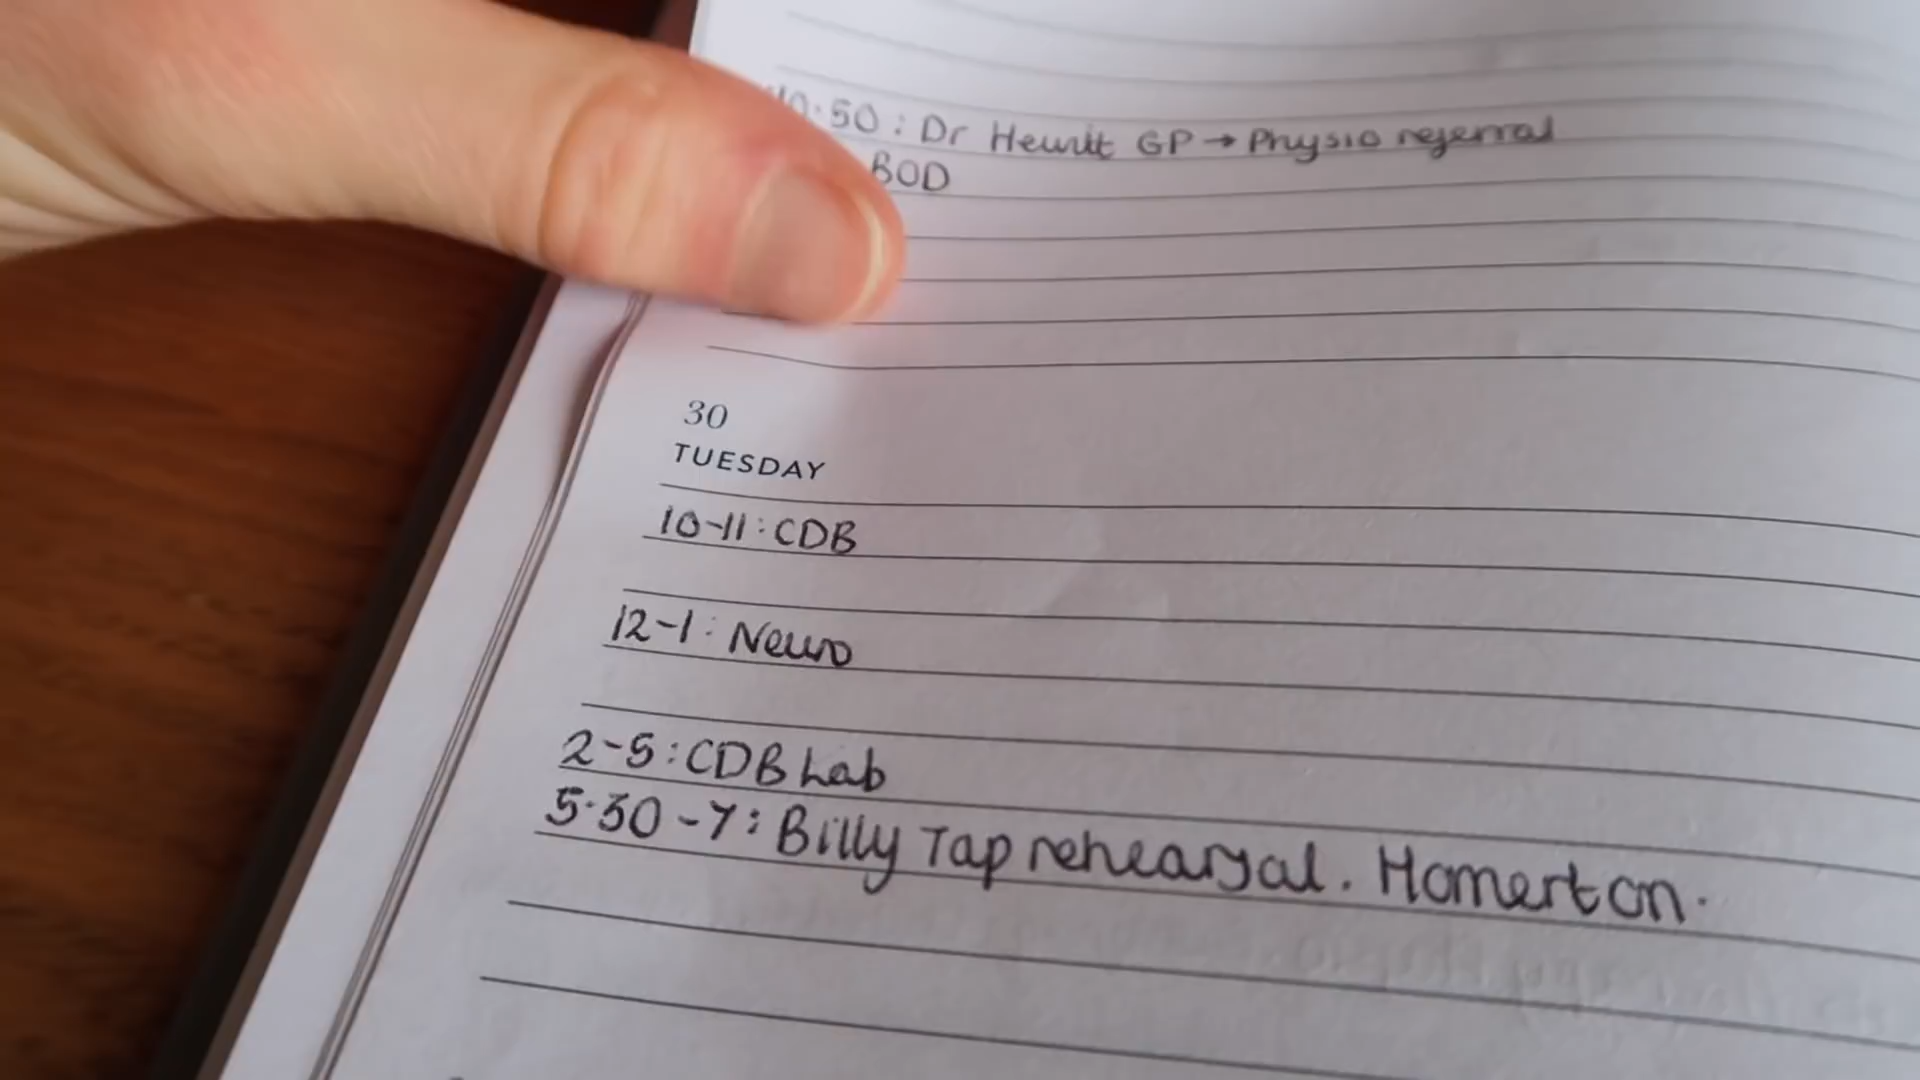 10.50: Dr Hewitt GP → Physio referral
BOD
30
TUESDAY
10-11: CDB
12-1: Neuro
2-5: CDB Lab
5.30-7: Billy Tap rehearsal. Homerton.